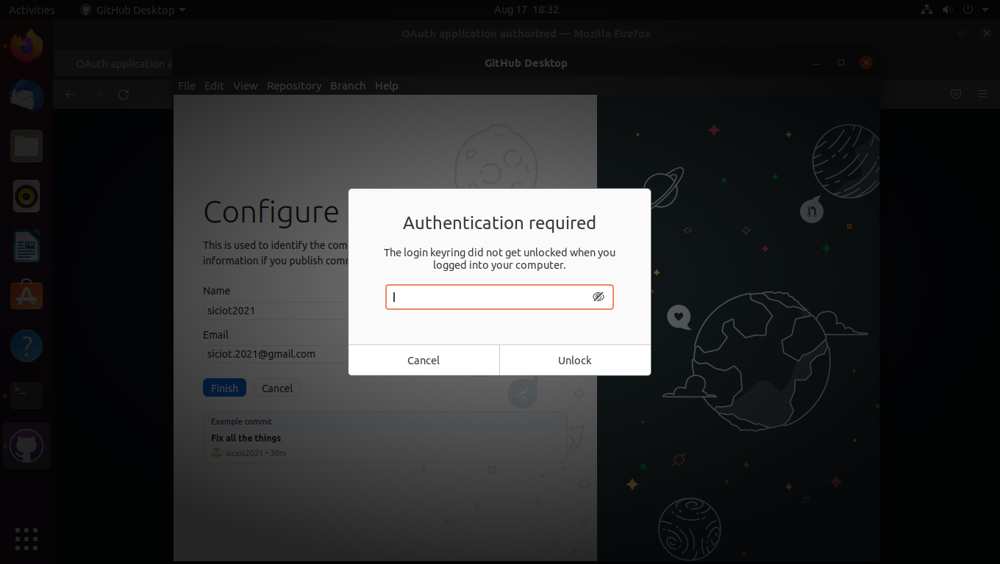 Activities
GitHub Desktop
Aug 17 18:32
OAuth application authorized — Mozilla Firefox
OAuth application a
GitHub Desktop
File Edit View Repository Branch Help
Configure
This is used to identify the com
information if you publish comm
Name
siciot2021
Email
siciot.2021@gmail.com
Finish
Cancel
Example commit
Fix all the things
siciot2021 • 30m
Authentication required
The login keyring did not get unlocked when you
logged into your computer.
Cancel
Unlock